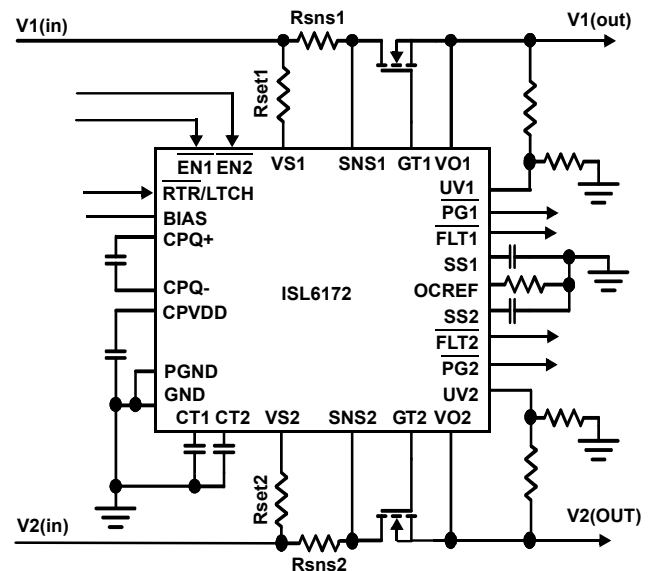 Rsns1
V1(in)
V1(out)
Rset1
EN1 EN2 VS1 SNS1 GT1 VO1
RTR/LTCH
BIAS
CPQ+
CPQ-
CPVDD
PGND
GND
ISL6172
UV1
PG1
FLT1
SS1
OCREF
SS2
FLT2
PG2
UV2
CT1 CT2 VS2 SNS2 GT2 VO2
Rset2
V2(in)
V2(OUT)
Rsns2